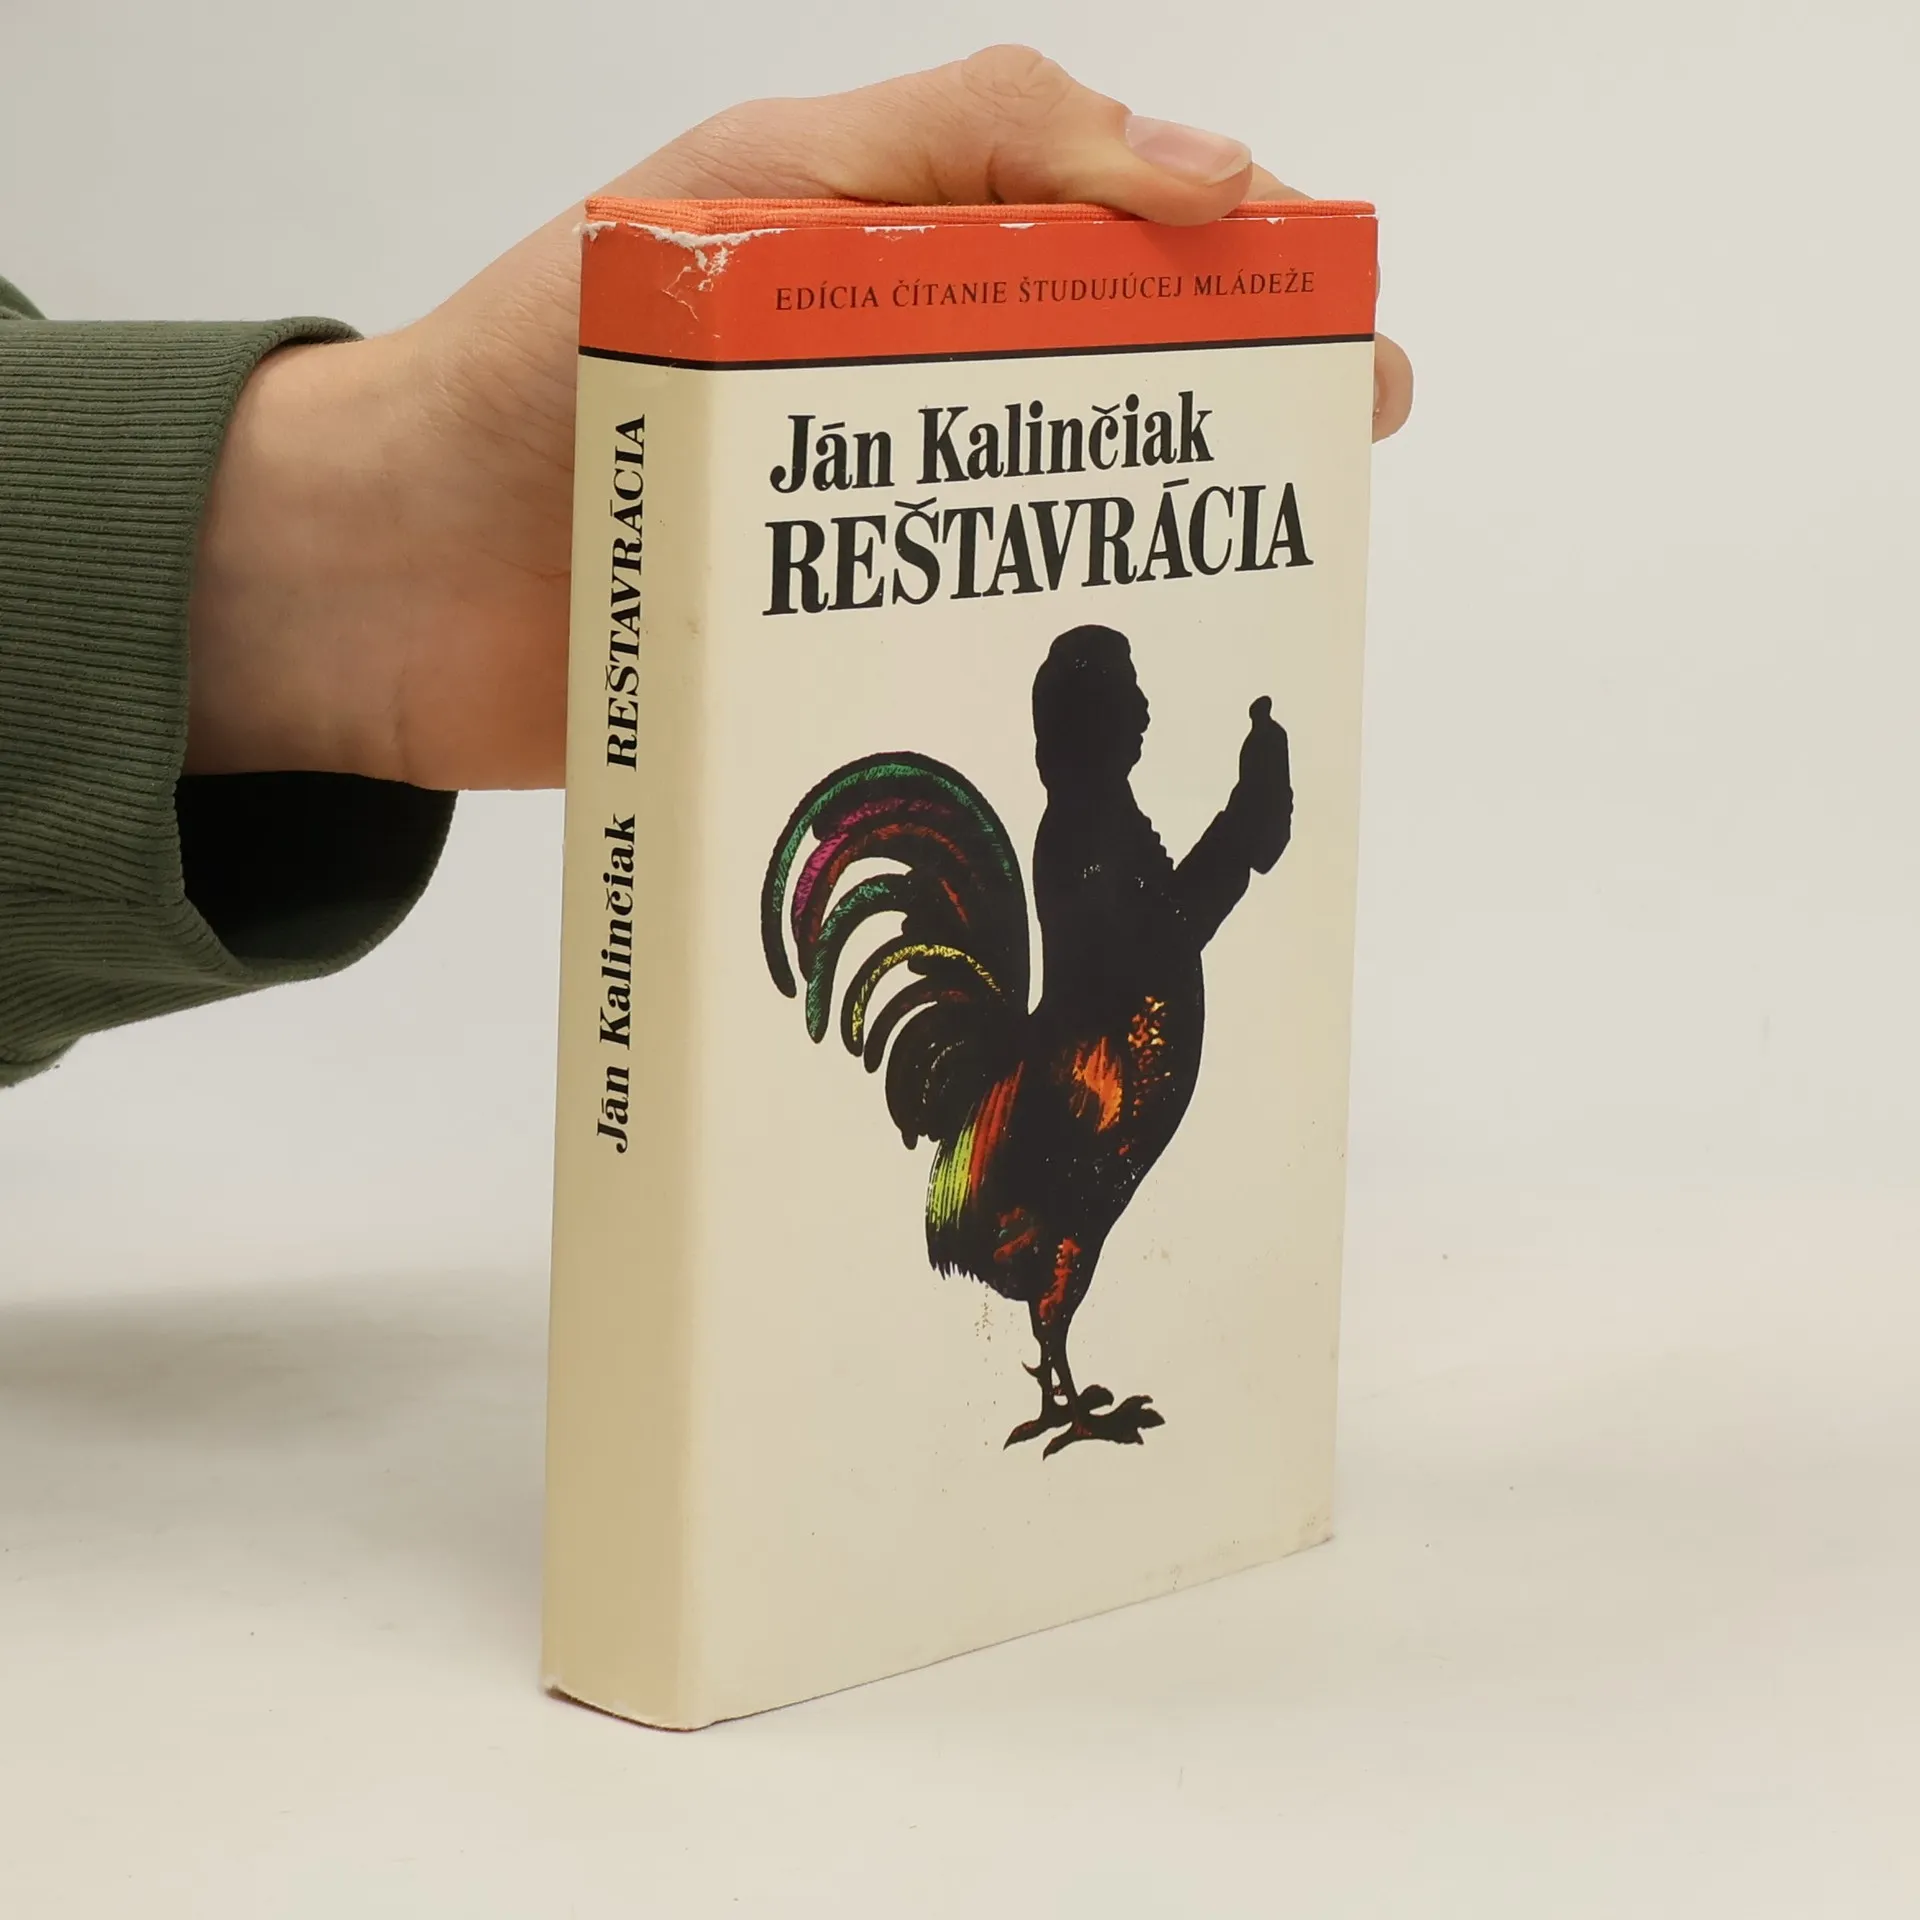 EDÍCIA ČÍTANIE ŠTUDUJÚCEJ MLÁDEŽE
Ján Kalinčiak
REŠTAVRÁCIA
Ján Kalinčiak REŠTAVRÁCIA